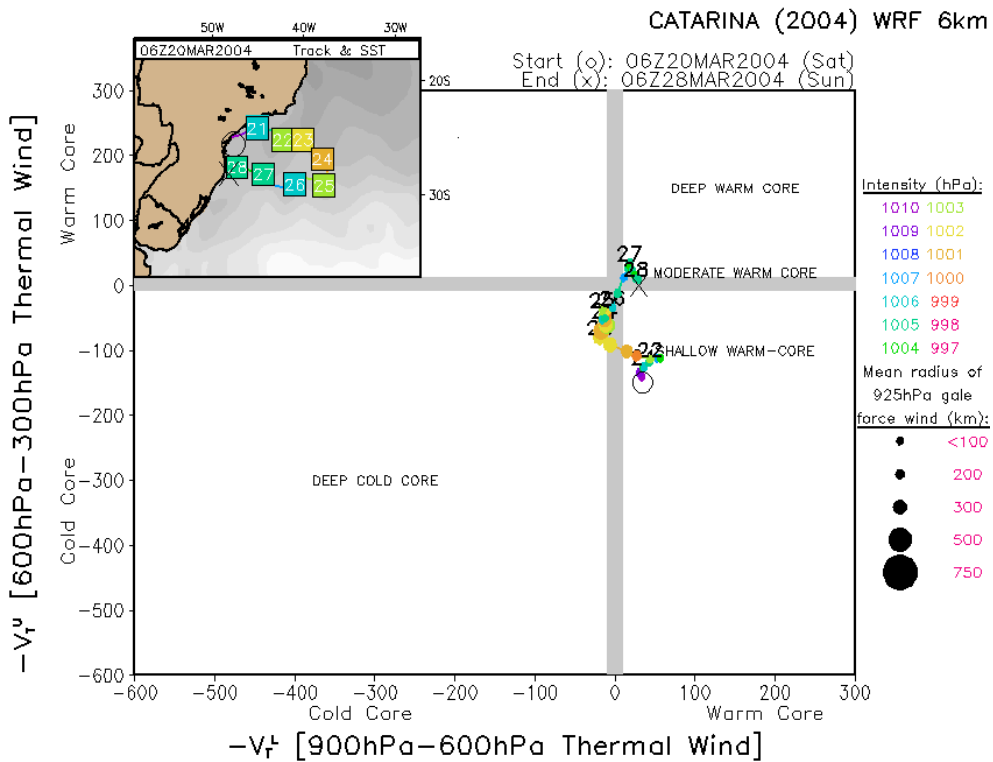 CATARINA (2004) WRF 6km
Start (o): 06Z20MAR2004 (Sat)
End (x): 06Z28MAR2004 (Sun)
50W 40W 30W
06Z20MAR2004 Track & SST
20S
30S
21
22 23
24
28 27 26 25
−V_T^U [600hPa−300hPa Thermal Wind]
Warm Core
Cold Core
300
200
100
0
−100
−200
−300
−400
−500
−600
DEEP WARM CORE
27
28
MODERATE WARM CORE
SHALLOW WARM−CORE
22
DEEP COLD CORE
−600 −500 −400 −300 −200 −100 0 100 200 300
Cold Core Warm Core
−V_T^L [900hPa−600hPa Thermal Wind]
Intensity (hPa):
1010 1003
1009 1002
1008 1001
1007 1000
1006 999
1005 998
1004 997
Mean radius of
925hPa gale
force wind (km):
<100
200
300
500
750